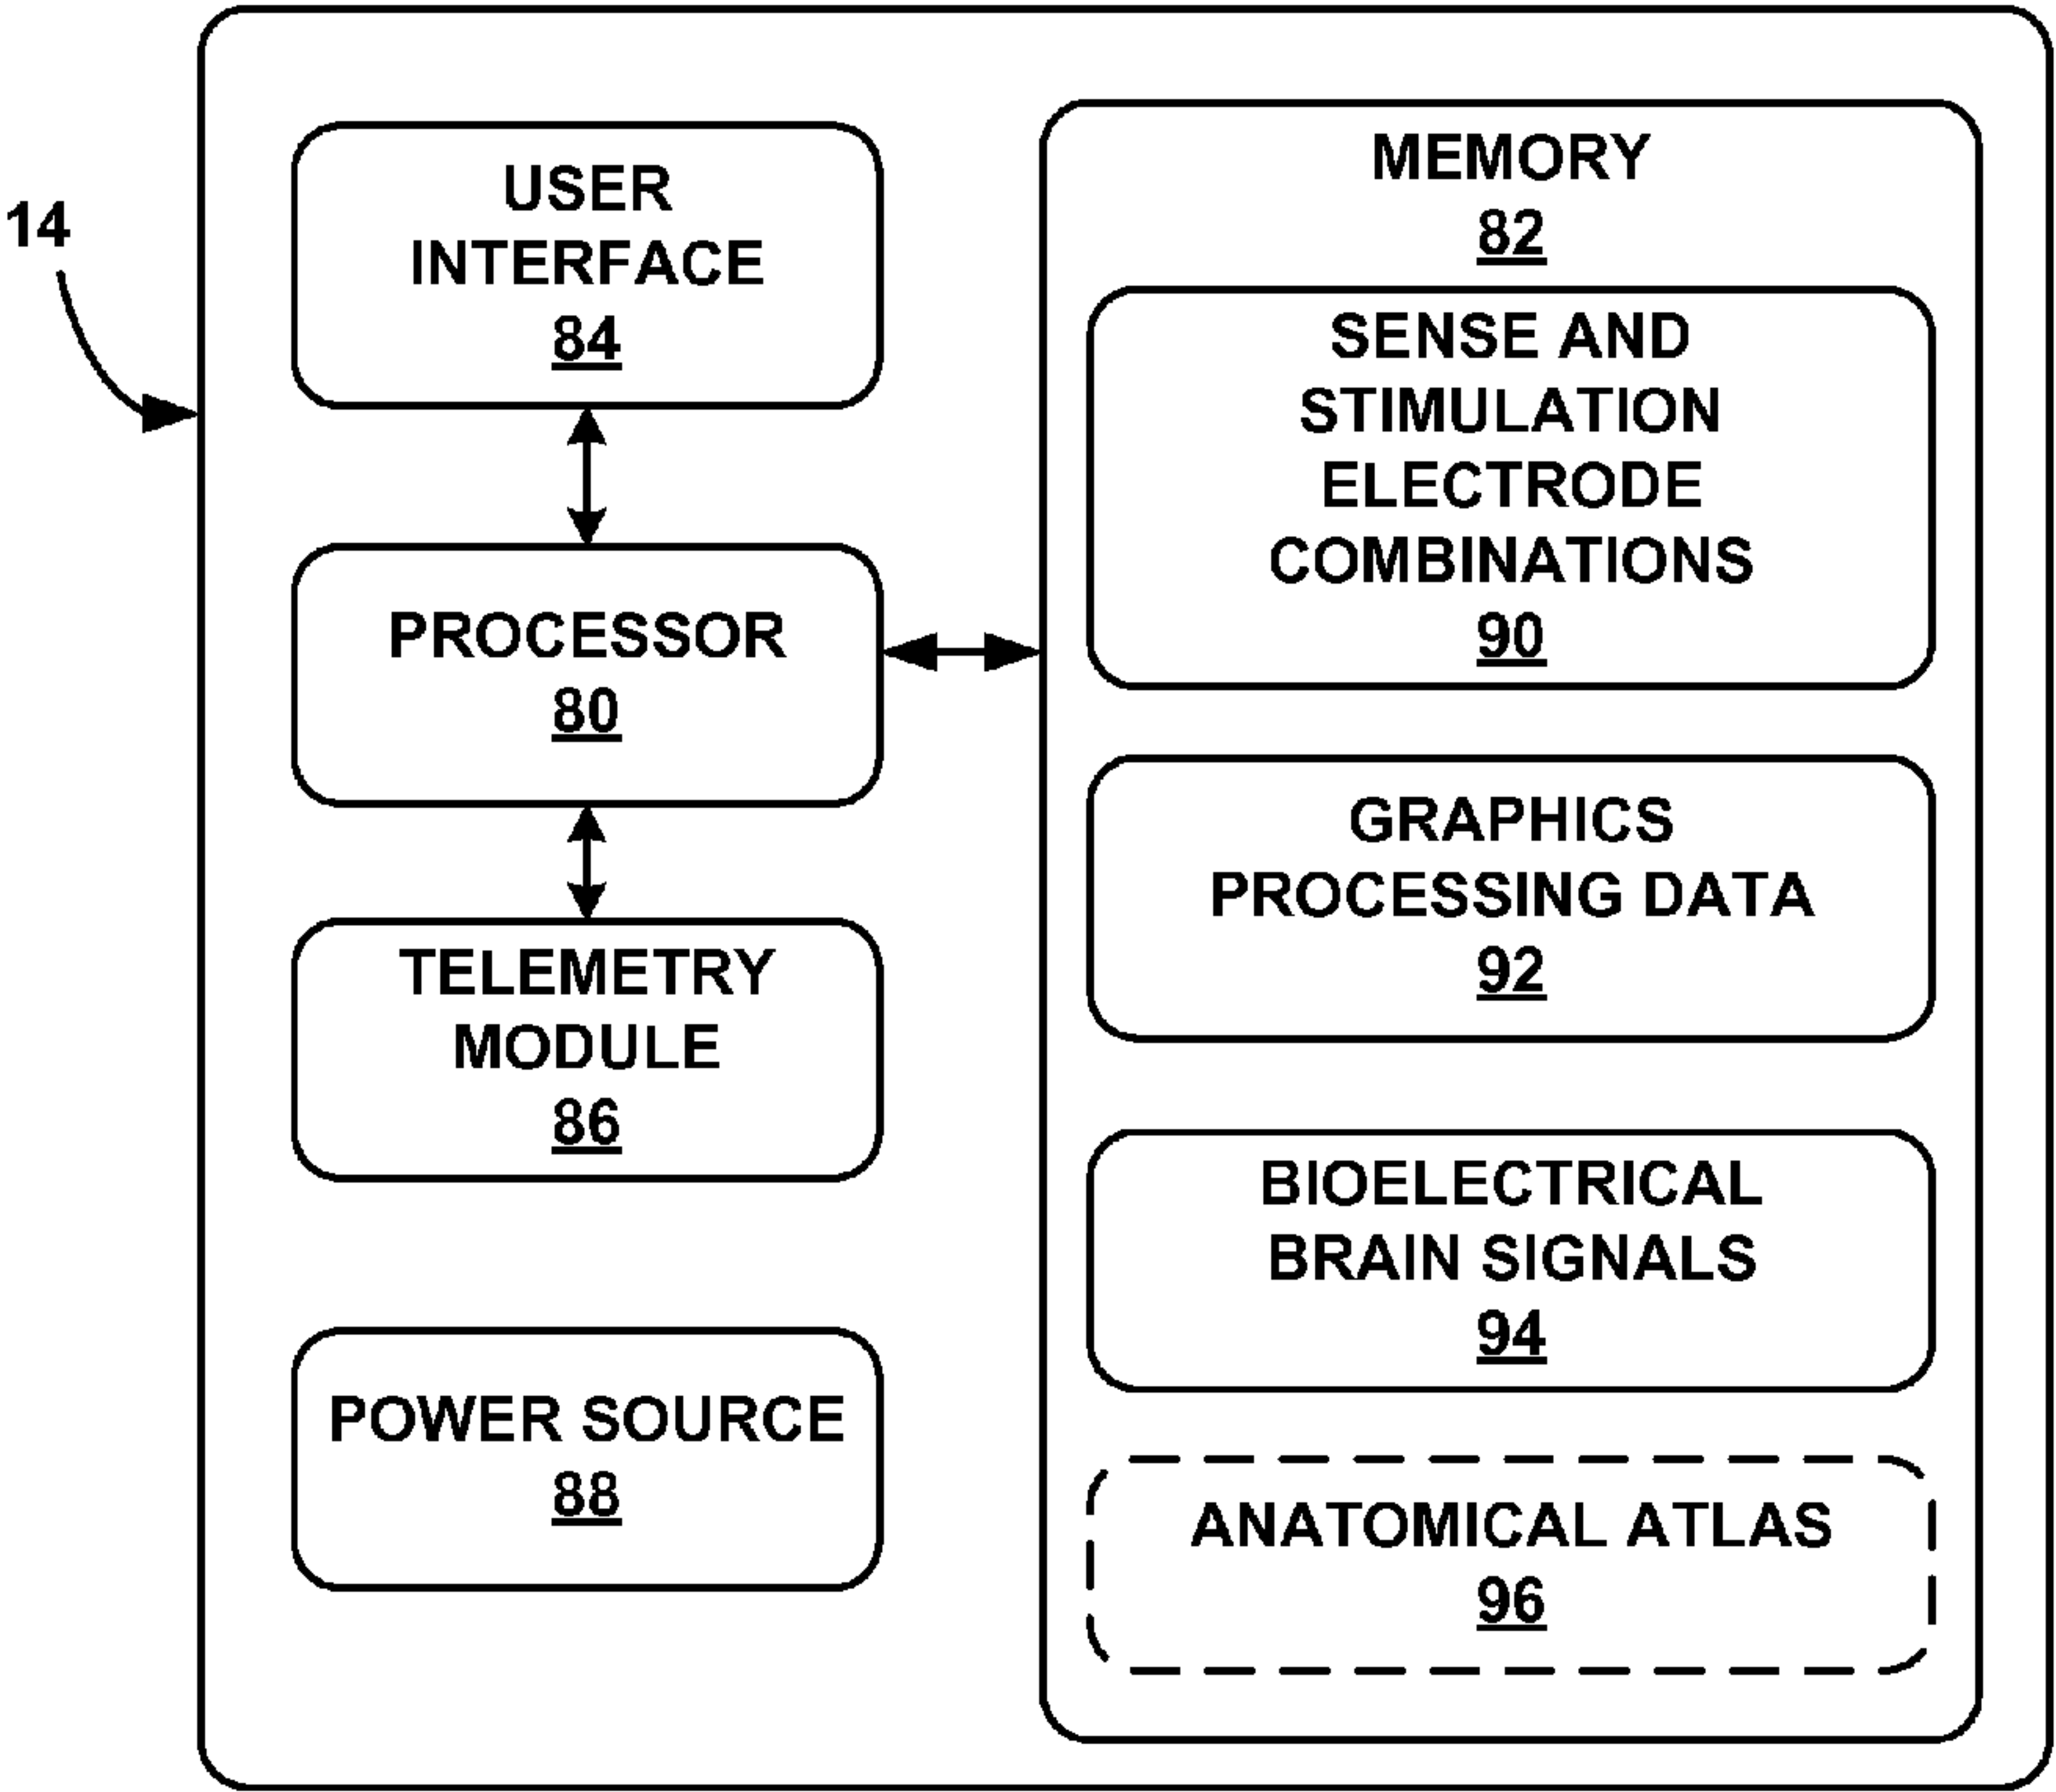 14
USER
INTERFACE
84
PROCESSOR
80
TELEMETRY
MODULE
86
POWER SOURCE
88
MEMORY
82
SENSE AND
STIMULATION
ELECTRODE
COMBINATIONS
90
GRAPHICS
PROCESSING DATA
92
BIOELECTRICAL
BRAIN SIGNALS
94
ANATOMICAL ATLAS
96